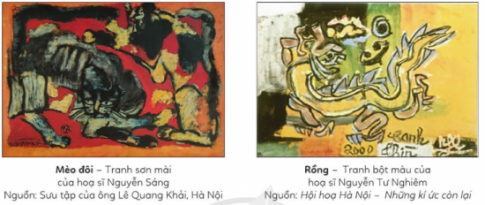 Mèo đôi – Tranh sơn mài
của hoạ sĩ Nguyễn Sáng
Nguồn: Sưu tập của ông Lê Quang Khải, Hà Nội
2000
Rồng – Tranh bột màu của
hoạ sĩ Nguyễn Tư Nghiêm
Nguồn: Hội hoạ Hà Nội – Những kí ức còn lại